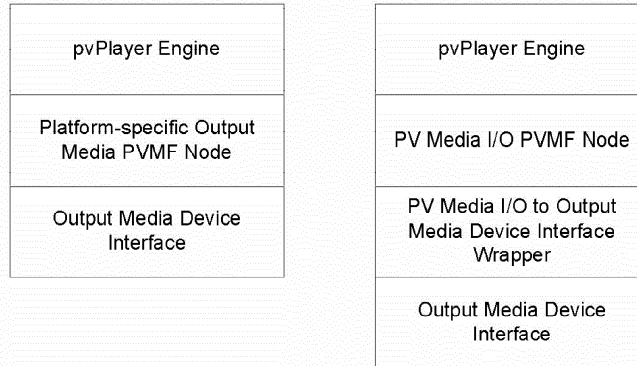 pvPlayer Engine
Platform-specific Output
Media PVMF Node
Output Media Device
Interface
pvPlayer Engine
PV Media I/O PVMF Node
PV Media I/O to Output
Media Device Interface
Wrapper
Output Media Device
Interface